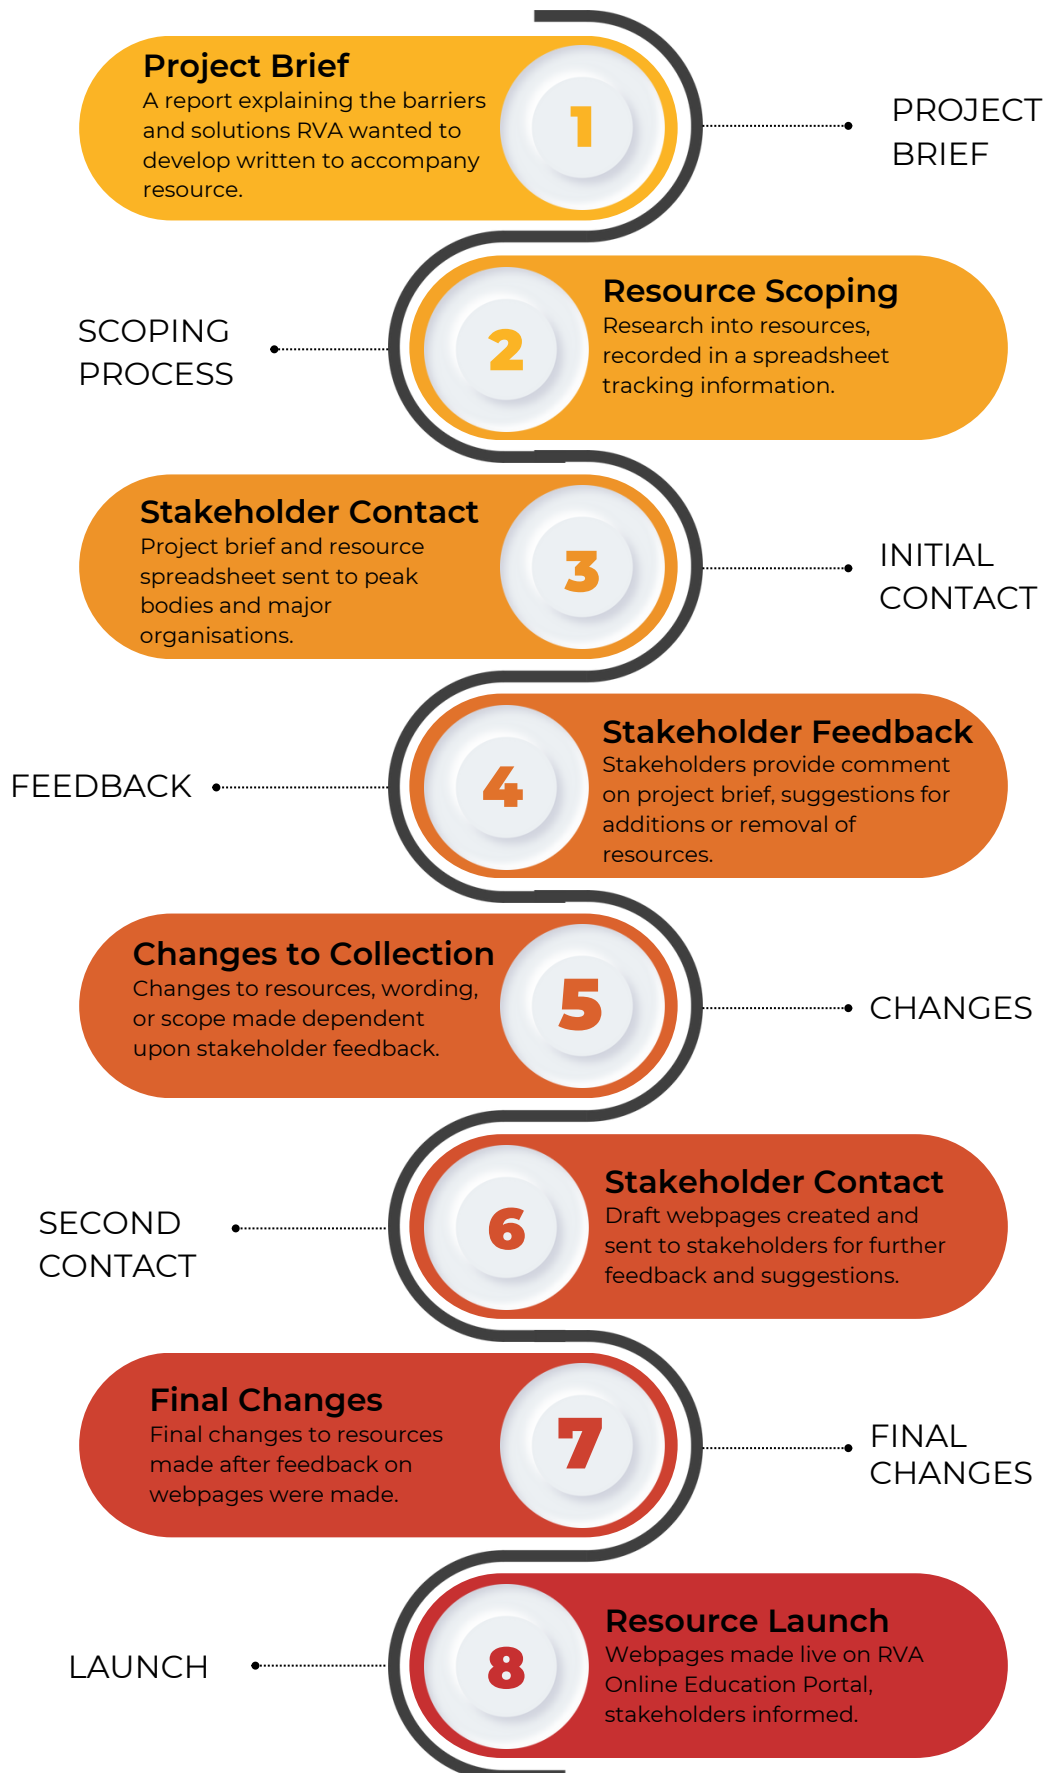 Project Brief
A report explaining the barriers
and solutions RVA wanted to
develop written to accompany
resource.
1
PROJECT
BRIEF
SCOPING
PROCESS
2
Resource Scoping
Research into resources,
recorded in a spreadsheet
tracking information.
Stakeholder Contact
Project brief and resource
spreadsheet sent to peak
bodies and major
organisations.
3
INITIAL
CONTACT
FEEDBACK
4
Stakeholder Feedback
Stakeholders provide comment
on project brief, suggestions for
additions or removal of
resources.
Changes to Collection
Changes to resources, wording,
or scope made dependent
upon stakeholder feedback.
5
CHANGES
SECOND
CONTACT
6
Stakeholder Contact
Draft webpages created and
sent to stakeholders for further
feedback and suggestions.
Final Changes
Final changes to resources
made after feedback on
webpages were made.
7
FINAL
CHANGES
LAUNCH
8
Resource Launch
Webpages made live on RVA
Online Education Portal,
stakeholders informed.